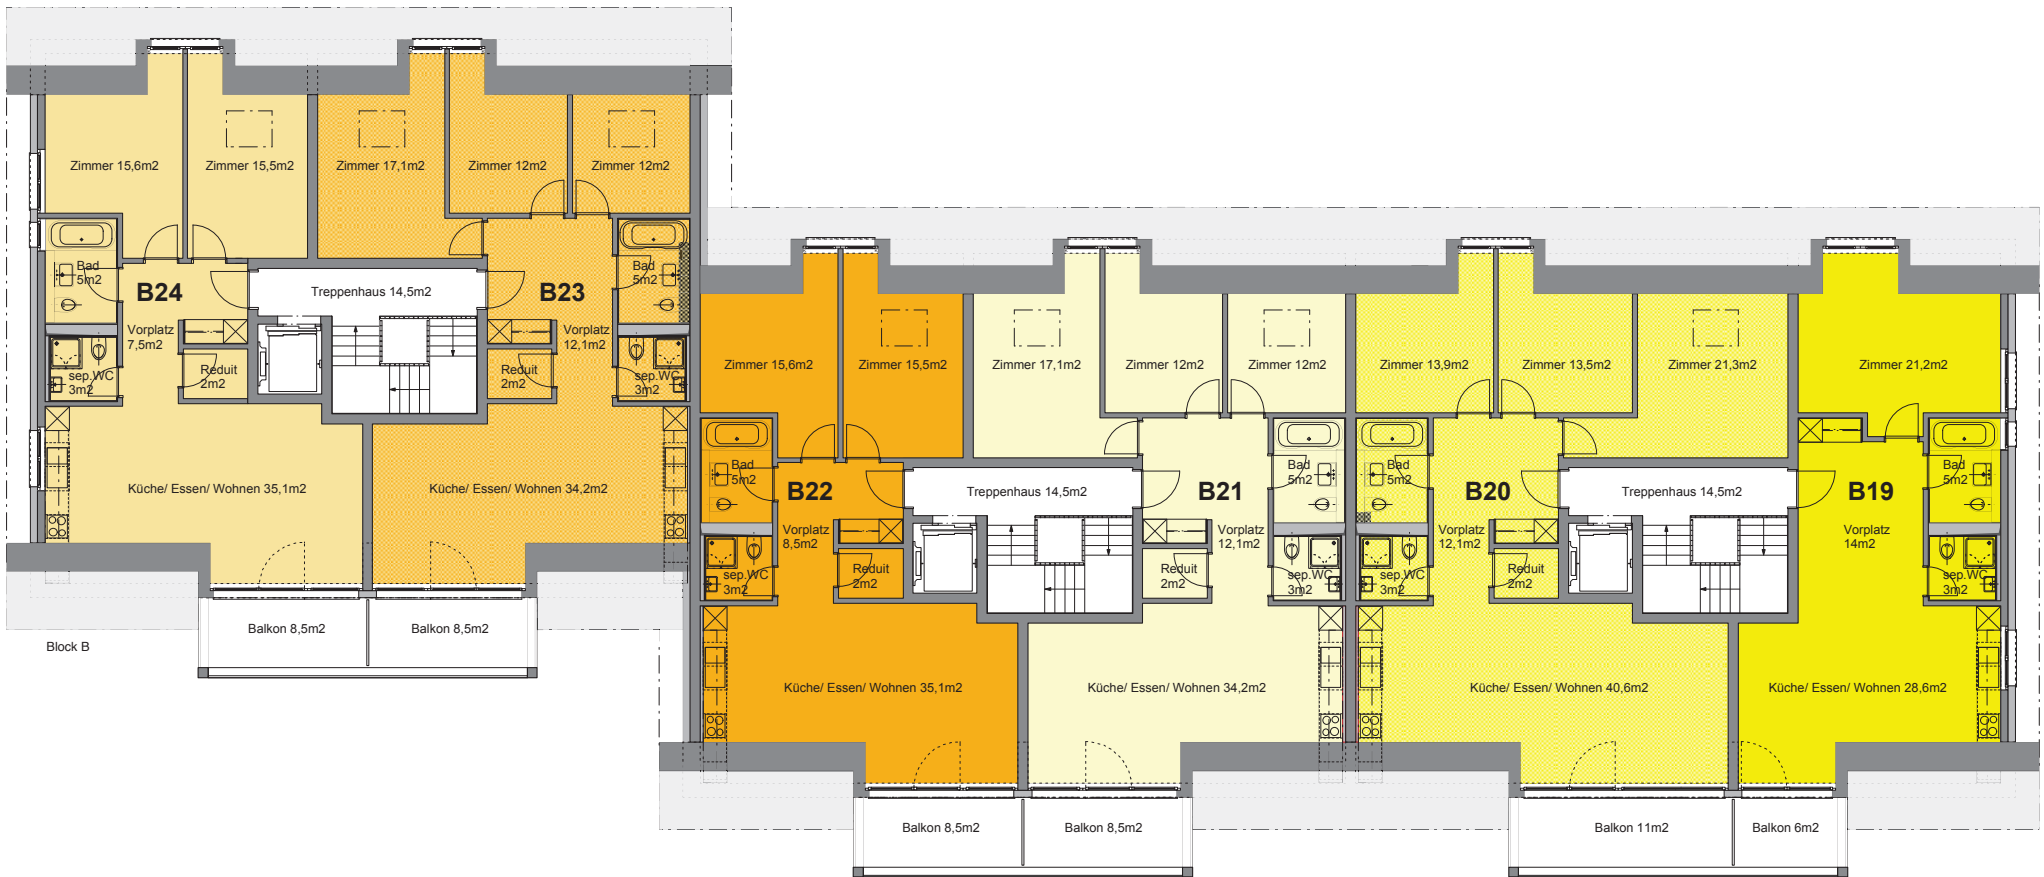 Zimmer 15,6m2
Zimmer 15,5m2
Zimmer 17,1m2
Zimmer 12m2
Zimmer 12m2
Bad
5m2
B24
Treppenhaus 14,5m2
B23
Bad
5m2
Vorplatz
7,5m2
Vorplatz
12,1m2
sep.WC
3m2
Reduit
2m2
Reduit
2m2
sep.WC
3m2
Küche/ Essen/ Wohnen 35,1m2
Küche/ Essen/ Wohnen 34,2m2
Balkon 8,5m2
Balkon 8,5m2
Block B
Zimmer 15,6m2
Zimmer 15,5m2
Zimmer 17,1m2
Zimmer 12m2
Zimmer 12m2
Zimmer 13,9m2
Zimmer 13,5m2
Zimmer 21,3m2
Zimmer 21,2m2
Bad
5m2
B22
Treppenhaus 14,5m2
B21
Bad
5m2
Bad
5m2
B20
Treppenhaus 14,5m2
B19
Bad
5m2
Vorplatz
8,5m2
Vorplatz
12,1m2
Vorplatz
12,1m2
Vorplatz
14m2
sep.WC
3m2
Reduit
2m2
Reduit
2m2
sep.WC
3m2
sep.WC
3m2
Reduit
2m2
sep.WC
3m2
Küche/ Essen/ Wohnen 35,1m2
Küche/ Essen/ Wohnen 34,2m2
Küche/ Essen/ Wohnen 40,6m2
Küche/ Essen/ Wohnen 28,6m2
Balkon 8,5m2
Balkon 8,5m2
Balkon 11m2
Balkon 6m2